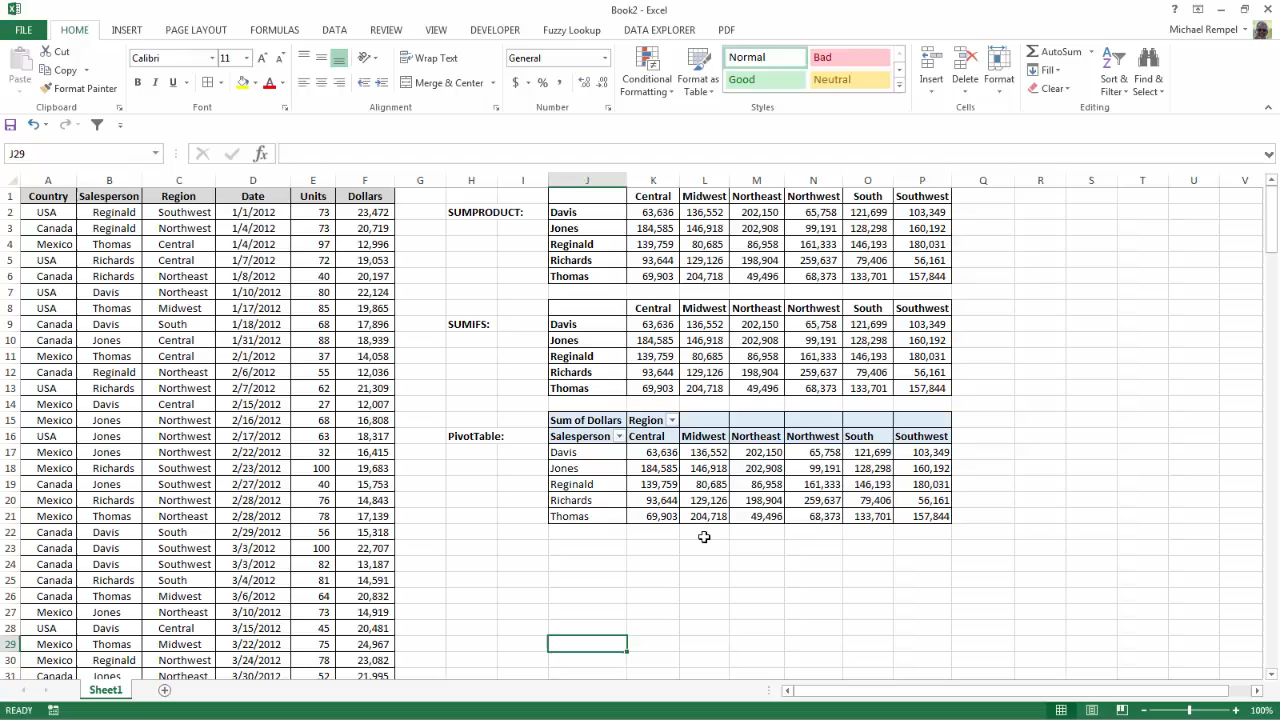 Book2 - Excel
FILE HOME INSERT PAGE LAYOUT FORMULAS DATA REVIEW VIEW DEVELOPER Fuzzy Lookup DATA EXPLORER PDF Michael Rempel
Paste
Cut
Copy
Format Painter
Clipboard
Calibri 11
B I U
Font
Wrap Text
Merge & Center
Alignment
General
$ % ,
Number
Conditional Formatting
Format as Table
Normal Bad
Good Neutral
Styles
Insert Delete Format
Cells
AutoSum
Fill
Clear
Sort & Filter
Find & Select
Editing
J29
fx
A B C D E F G H I J K L M N O P Q R S T U V
1 Country Salesperson Region Date Units Dollars Central Midwest Northeast Northwest South Southwest
2 USA Reginald Southwest 1/1/2012 73 23,472 SUMPRODUCT: Davis 63,636 136,552 202,150 65,758 121,699 103,349
3 Canada Reginald Northwest 1/4/2012 73 20,719 Jones 184,585 146,918 202,908 99,191 128,298 160,192
4 Mexico Thomas Central 1/4/2012 97 12,996 Reginald 139,759 80,685 86,958 161,333 146,193 180,031
5 USA Richards Central 1/7/2012 72 19,053 Richards 93,644 129,126 198,904 259,637 79,406 56,161
6 Canada Richards Northeast 1/8/2012 40 20,197 Thomas 69,903 204,718 49,496 68,373 133,701 157,844
7 USA Davis Northeast 1/10/2012 80 22,124
8 USA Thomas Midwest 1/17/2012 85 19,865 Central Midwest Northeast Northwest South Southwest
9 Canada Davis South 1/18/2012 68 17,896 SUMIFS: Davis 63,636 136,552 202,150 65,758 121,699 103,349
10 Canada Jones Central 1/31/2012 88 18,939 Jones 184,585 146,918 202,908 99,191 128,298 160,192
11 Mexico Thomas Central 2/1/2012 37 14,058 Reginald 139,759 80,685 86,958 161,333 146,193 180,031
12 Canada Reginald Northeast 2/6/2012 55 12,036 Richards 93,644 129,126 198,904 259,637 79,406 56,161
13 USA Richards Northwest 2/7/2012 62 21,309 Thomas 69,903 204,718 49,496 68,373 133,701 157,844
14 Mexico Davis Central 2/15/2012 27 12,007
15 Mexico Jones Northeast 2/16/2012 68 16,808 Sum of Dollars Region
16 USA Jones Northwest 2/17/2012 63 18,317 PivotTable: Salesperson Central Midwest Northeast Northwest South Southwest
17 Mexico Jones Northwest 2/22/2012 32 16,415 Davis 63,636 136,552 202,150 65,758 121,699 103,349
18 Mexico Richards Southwest 2/23/2012 100 19,683 Jones 184,585 146,918 202,908 99,191 128,298 160,192
19 Canada Jones Southwest 2/27/2012 40 15,753 Reginald 139,759 80,685 86,958 161,333 146,193 180,031
20 Mexico Richards Northwest 2/28/2012 76 14,843 Richards 93,644 129,126 198,904 259,637 79,406 56,161
21 Mexico Thomas Northwest 2/28/2012 78 17,139 Thomas 69,903 204,718 49,496 68,373 133,701 157,844
22 Canada Davis South 2/29/2012 56 15,318
23 Mexico Jones Southwest 3/3/2012 100 22,707
24 Canada Davis Southwest 3/3/2012 82 13,187
25 Canada Richards South 3/4/2012 81 14,591
26 Canada Thomas Midwest 3/6/2012 64 20,832
27 Mexico Jones Northeast 3/10/2012 73 14,919
28 USA Davis Central 3/15/2012 45 20,481
29 Mexico Thomas Midwest 3/22/2012 75 24,967
30 Mexico Reginald Northwest 3/24/2012 78 23,082
31 Canada Jones Northeast 3/30/2012 52 21,995
Sheet1
READY 100%